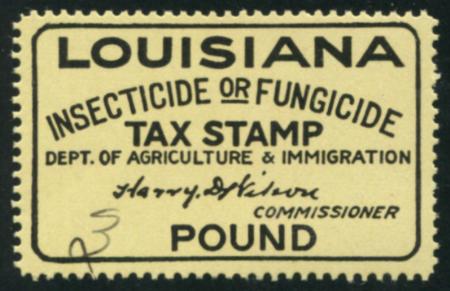 LOUISIANA
INSECTICIDE OR FUNGICIDE
TAX STAMP
DEPT. OF AGRICULTURE & IMMIGRATION
Harry. D. Wilson
COMMISSIONER
POUND